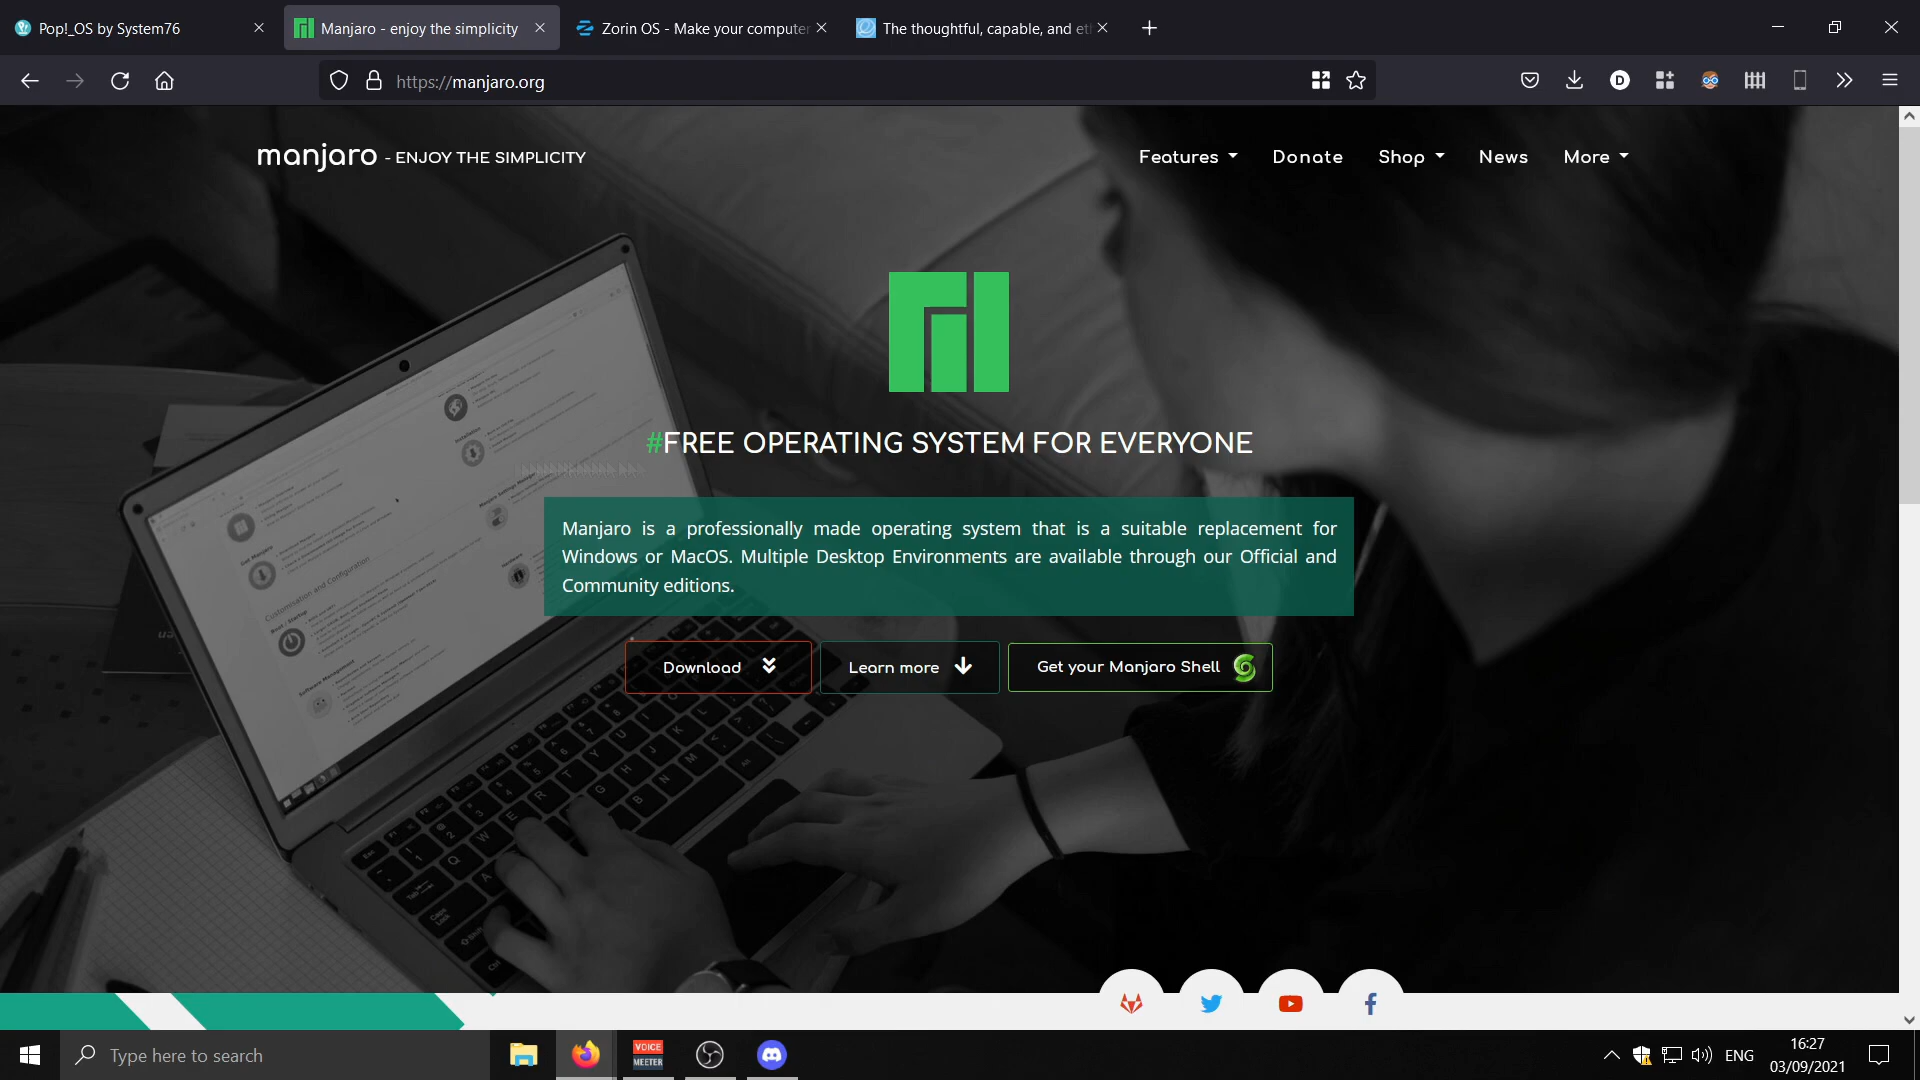 Pop!_OS by System76
Manjaro - enjoy the simplicity
Zorin OS - Make your computer
The thoughtful, capable, and et
https://manjaro.org
manjaro - ENJOY THE SIMPLICITY
Features
Donate
Shop
News
More
#FREE OPERATING SYSTEM FOR EVERYONE
Manjaro is a professionally made operating system that is a suitable replacement for
Windows or MacOS. Multiple Desktop Environments are available through our Official and
Community editions.
Download
Learn more
Get your Manjaro Shell
Type here to search
VOICE
MEETER
ENG
16:27
03/09/2021